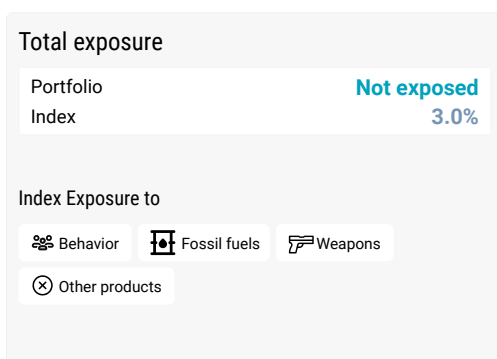 Total exposure
Portfolio Not exposed
Index 3.0%
Index Exposure to
Behavior Fossil fuels Weapons
Other products